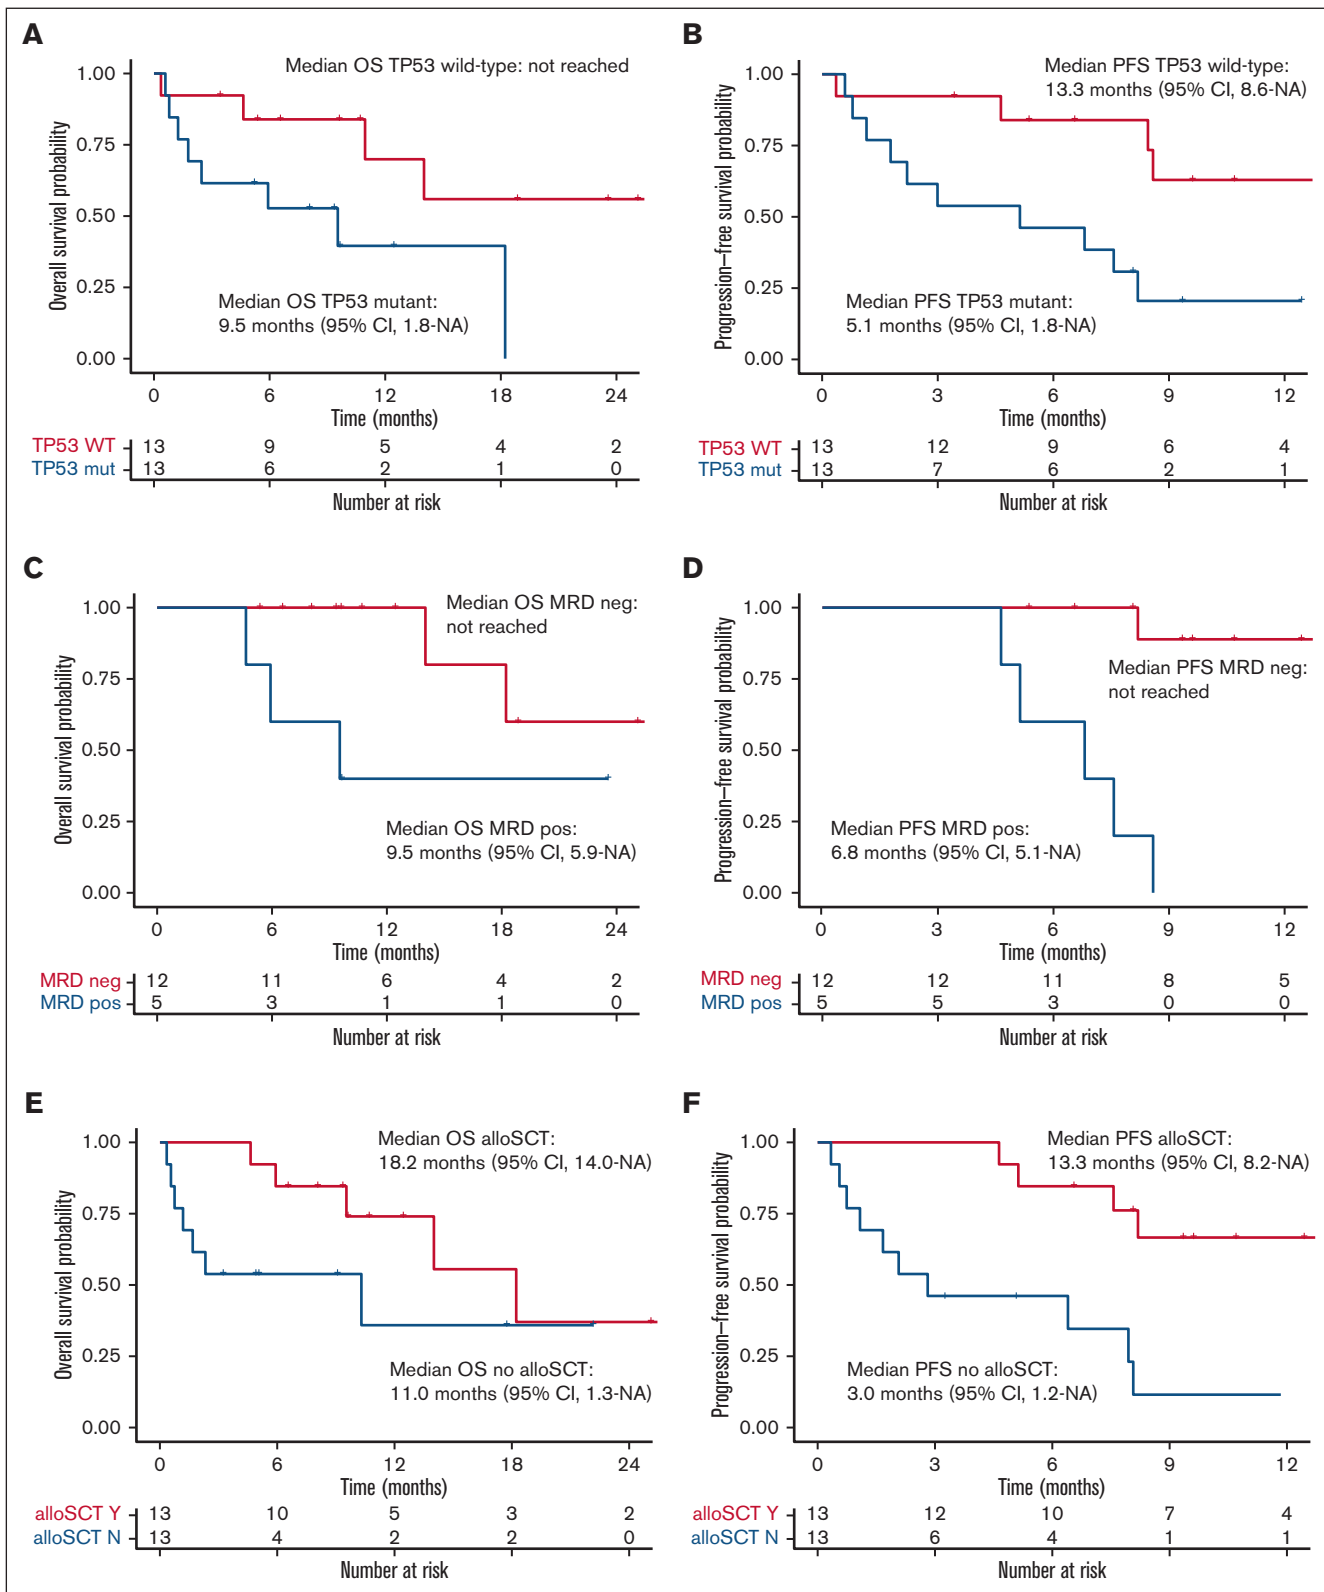 A
Median OS TP53 wild-type: not reached
1.00
0.75
0.50
0.25
0.00
Overall survival probability
Median OS TP53 mutant:
9.5 months (95% CI, 1.8-NA)
0 6 12 18 24
Time (months)
TP53 WT 13 9 5 4 2
TP53 mut 13 6 2 1 0
Number at risk
B
Median PFS TP53 wild-type:
13.3 months (95% CI, 8.6-NA)
1.00
0.75
0.50
0.25
0.00
Progression–free survival probability
Median PFS TP53 mutant:
5.1 months (95% CI, 1.8-NA)
0 3 6 9 12
Time (months)
TP53 WT 13 12 9 6 4
TP53 mut 13 7 6 2 1
Number at risk
C
Median OS MRD neg:
not reached
1.00
0.75
0.50
0.25
0.00
Overall survival probability
Median OS MRD pos:
9.5 months (95% CI, 5.9-NA)
0 6 12 18 24
Time (months)
MRD neg 12 11 6 4 2
MRD pos 5 3 1 1 0
Number at risk
D
1.00
0.75
0.50
0.25
0.00
Progression–free survival probability
Median PFS MRD neg:
not reached
Median PFS MRD pos:
6.8 months (95% CI, 5.1-NA)
0 3 6 9 12
Time (months)
MRD neg 12 12 11 8 5
MRD pos 5 5 3 0 0
Number at risk
E
Median OS alloSCT:
18.2 months (95% CI, 14.0-NA)
1.00
0.75
0.50
0.25
0.00
Overall survival probability
Median OS no alloSCT:
11.0 months (95% CI, 1.3-NA)
0 6 12 18 24
Time (months)
alloSCT Y 13 10 5 3 2
alloSCT N 13 4 2 2 0
Number at risk
F
Median PFS alloSCT:
13.3 months (95% CI, 8.2-NA)
1.00
0.75
0.50
0.25
0.00
Progression–free survival probability
Median PFS no alloSCT:
3.0 months (95% CI, 1.2-NA)
0 3 6 9 12
Time (months)
alloSCT Y 13 12 10 7 4
alloSCT N 13 6 4 1 1
Number at risk